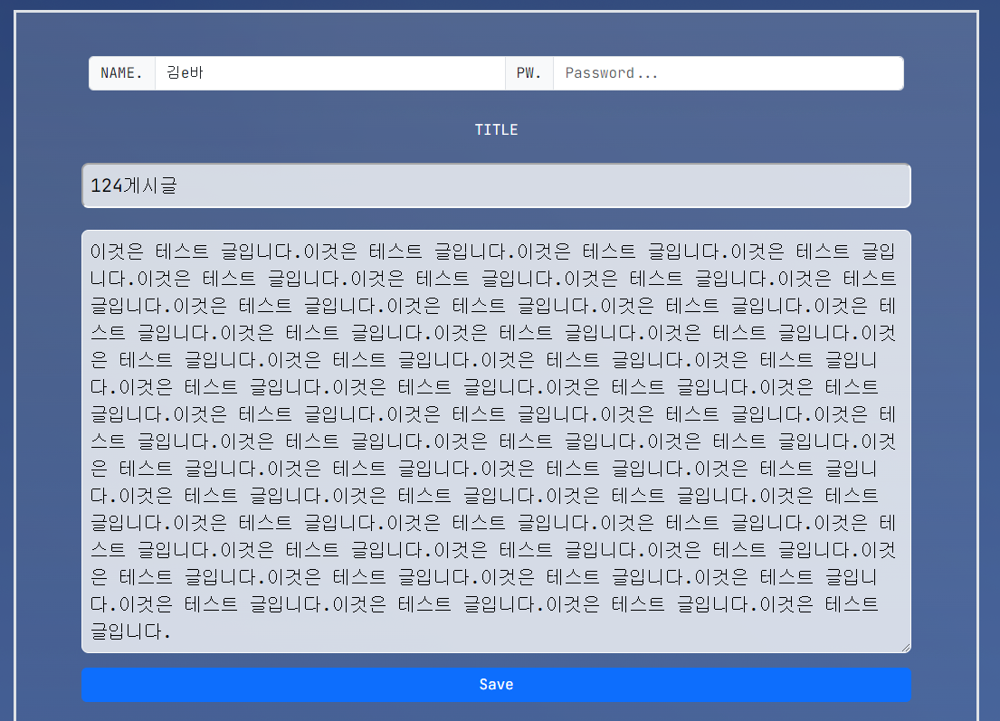 NAME. 김e바 PW. Password...
TITLE
124게시글
이것은 테스트 글입니다.이것은 테스트 글입니다.이것은 테스트 글입니다.이것은 테스트 글입
니다.이것은 테스트 글입니다.이것은 테스트 글입니다.이것은 테스트 글입니다.이것은 테스트
글입니다.이것은 테스트 글입니다.이것은 테스트 글입니다.이것은 테스트 글입니다.이것은 테
스트 글입니다.이것은 테스트 글입니다.이것은 테스트 글입니다.이것은 테스트 글입니다.이것
은 테스트 글입니다.이것은 테스트 글입니다.이것은 테스트 글입니다.이것은 테스트 글입니
다.이것은 테스트 글입니다.이것은 테스트 글입니다.이것은 테스트 글입니다.이것은 테스트
글입니다.이것은 테스트 글입니다.이것은 테스트 글입니다.이것은 테스트 글입니다.이것은 테
스트 글입니다.이것은 테스트 글입니다.이것은 테스트 글입니다.이것은 테스트 글입니다.이것
은 테스트 글입니다.이것은 테스트 글입니다.이것은 테스트 글입니다.이것은 테스트 글입니
다.이것은 테스트 글입니다.이것은 테스트 글입니다.이것은 테스트 글입니다.이것은 테스트
글입니다.이것은 테스트 글입니다.이것은 테스트 글입니다.이것은 테스트 글입니다.이것은 테
스트 글입니다.이것은 테스트 글입니다.이것은 테스트 글입니다.이것은 테스트 글입니다.이것
은 테스트 글입니다.이것은 테스트 글입니다.이것은 테스트 글입니다.이것은 테스트 글입니
다.이것은 테스트 글입니다.이것은 테스트 글입니다.이것은 테스트 글입니다.이것은 테스트
글입니다.
Save